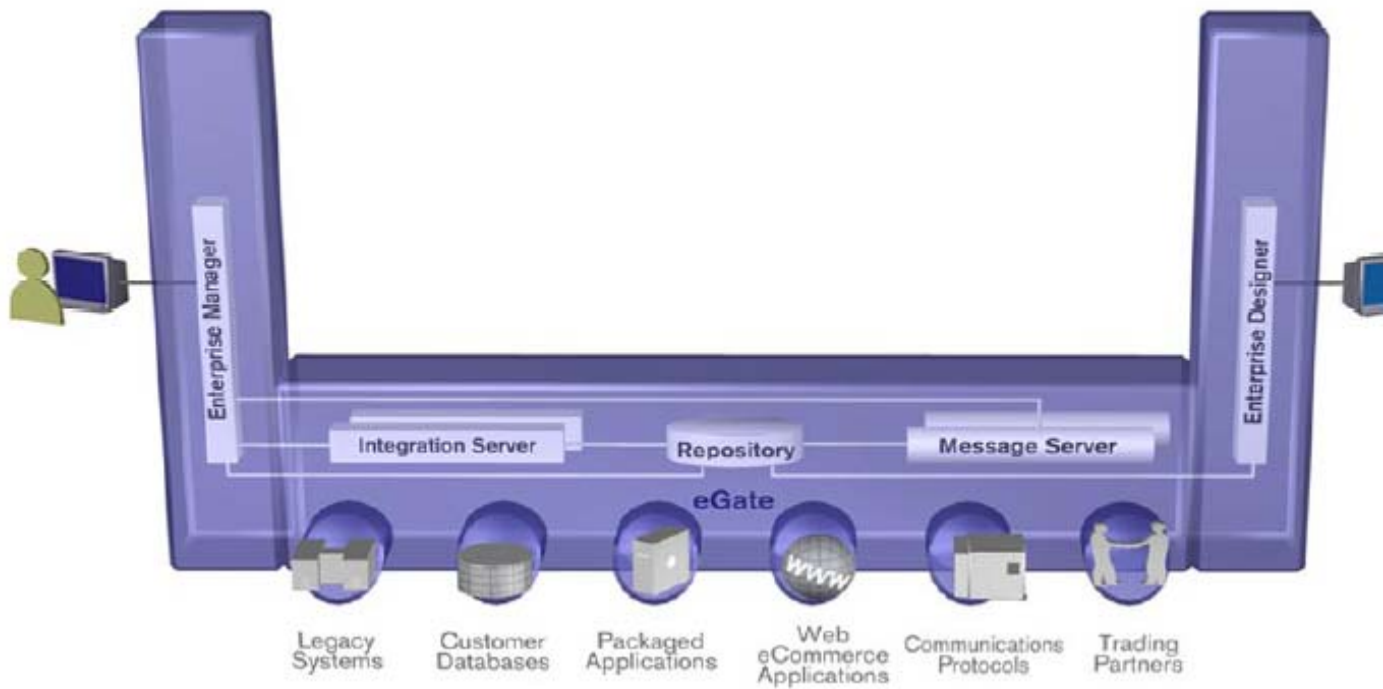 Enterprise Manager
Enterprise Designer
Integration Server
Repository
Message Server
eGate
www
Legacy
Systems
Customer
Databases
Packaged
Applications
Web
eCommerce
Applications
Communications
Protocols
Trading
Partners